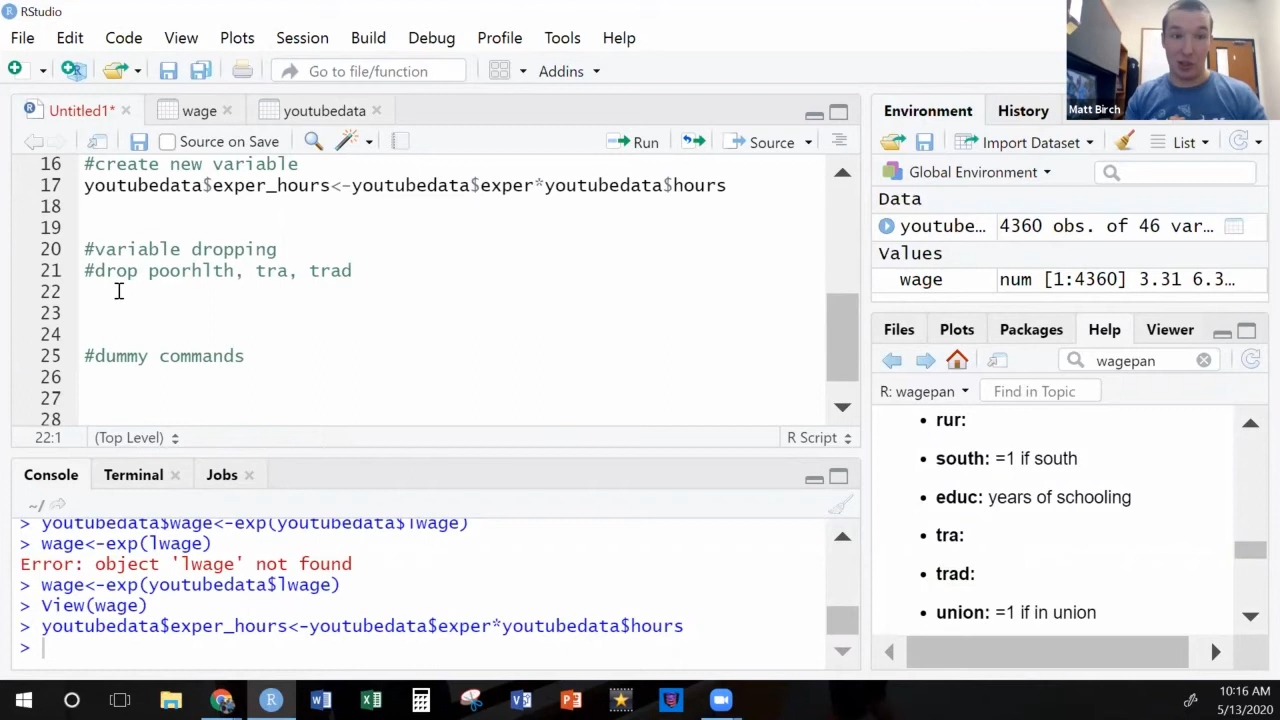 RStudio
File Edit Code View Plots Session Build Debug Profile Tools Help
Go to file/function Addins
Matt Birch
Untitled1* wage youtubedata
Source on Save Run Source
16 #create new variable
17 youtubedata$exper_hours<-youtubedata$exper*youtubedata$hours
18
19
20 #variable dropping
21 #drop poorhlth, tra, trad
22
23
24
25 #dummy commands
26
27
28
22:1 (Top Level) R Script
Console Terminal Jobs
~/
> youtubedata$wage<-exp(youtubedata$lwage)
> wage<-exp(lwage)
Error: object 'lwage' not found
> wage<-exp(youtubedata$lwage)
> View(wage)
> youtubedata$exper_hours<-youtubedata$exper*youtubedata$hours
>
Environment History
Import Dataset List
Global Environment
Data
youtube... 4360 obs. of 46 var...
Values
wage num [1:4360] 3.31 6.3...
Files Plots Packages Help Viewer
wagepan
R: wagepan Find in Topic
• rur:
• south: =1 if south
• educ: years of schooling
• tra:
• trad:
• union: =1 if in union
10:16 AM
5/13/2020